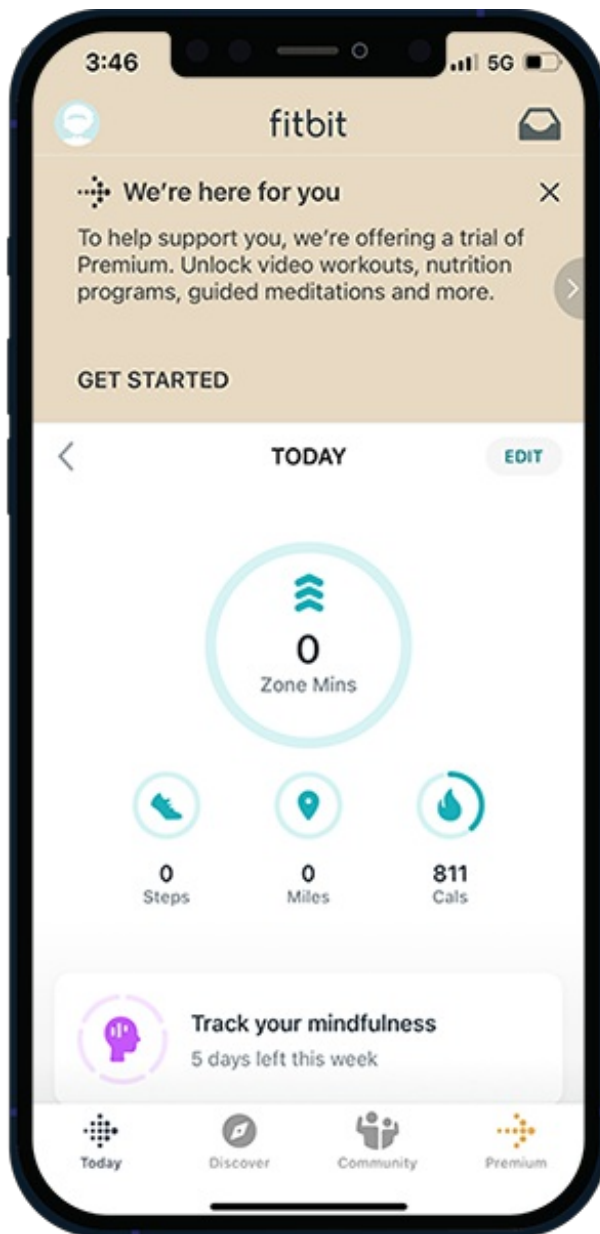 3:46
5G
fitbit
We're here for you
To help support you, we're offering a trial of
Premium. Unlock video workouts, nutrition
programs, guided meditations and more.
GET STARTED
TODAY
EDIT
0
Zone Mins
0
Steps
0
Miles
811
Cals
Track your mindfulness
5 days left this week
Today
Discover
Community
Premium